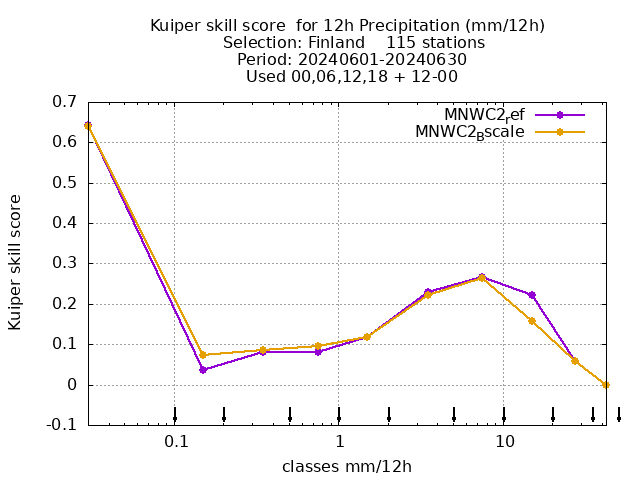 Kuiper skill score  for 12h Precipitation (mm/12h)
Selection: Finland    115 stations
Period: 20240601-20240630
Used 00,06,12,18 + 12-00
MNWC2ref
MNWC2Bscale
Kuiper skill score
0.7
0.6
0.5
0.4
0.3
0.2
0.1
0
-0.1
0.1 1 10
classes mm/12h